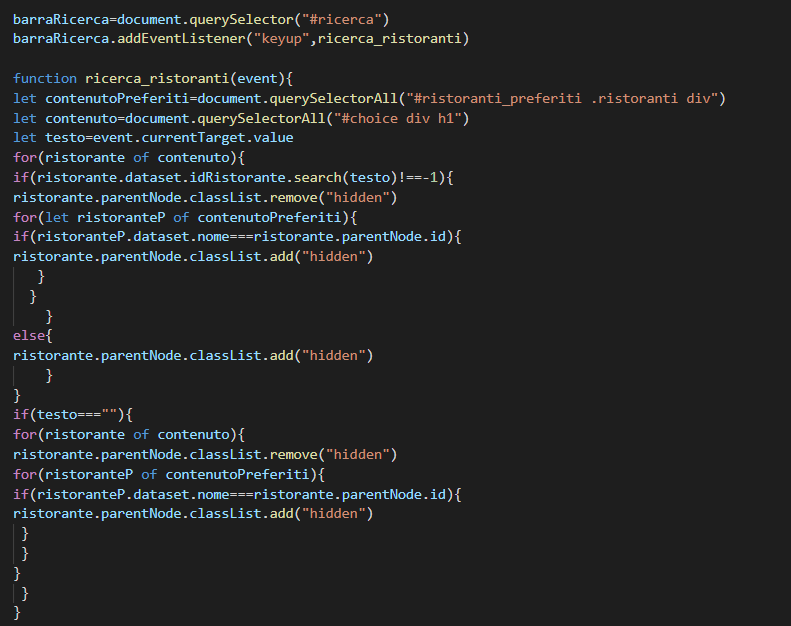 barraRicerca=document.querySelector("#ricerca")
barraRicerca.addEventListener("keyup",ricerca_ristoranti)

function ricerca_ristoranti(event){
let contenutoPreferiti=document.querySelectorAll("#ristoranti_preferiti .ristoranti div")
let contenuto=document.querySelectorAll("#choice div h1")
let testo=event.currentTarget.value
for(ristorante of contenuto){
if(ristorante.dataset.idRistorante.search(testo)!==-1){
ristorante.parentNode.classList.remove("hidden")
for(let ristoranteP of contenutoPreferiti){
if(ristoranteP.dataset.nome===ristorante.parentNode.id){
ristorante.parentNode.classList.add("hidden")
}
}
}
else{
ristorante.parentNode.classList.add("hidden")
}
}
if(testo===""){
for(ristorante of contenuto){
ristorante.parentNode.classList.remove("hidden")
for(ristoranteP of contenutoPreferiti){
if(ristoranteP.dataset.nome===ristorante.parentNode.id){
ristorante.parentNode.classList.add("hidden")
}
}
}
}
}